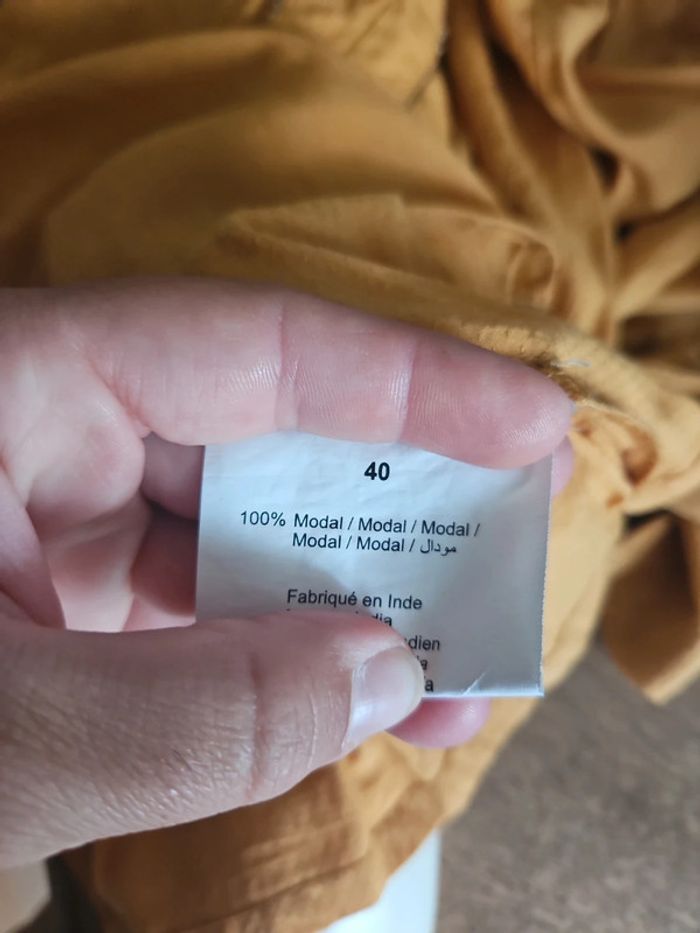 40
100% Modal / Modal / Modal /
Modal / Modal / مودال
Fabriqué en Inde